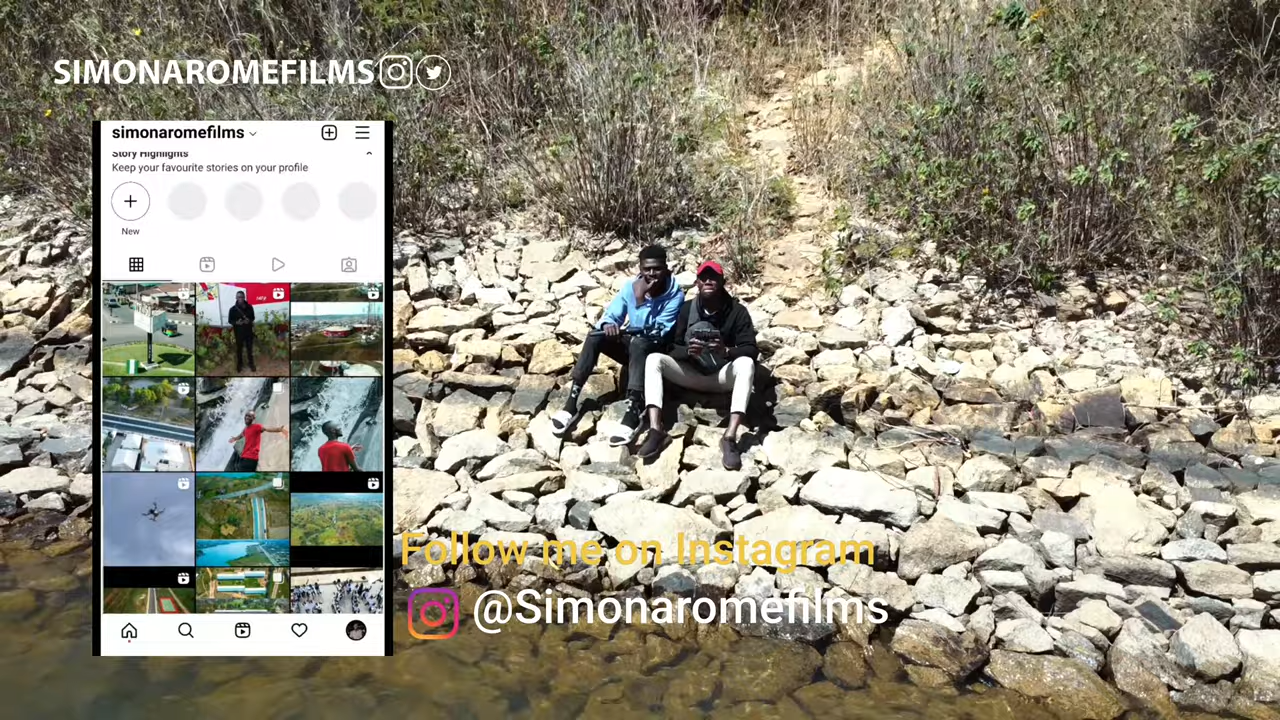 SIMONAROMEFILMS
simonaromefilms
Story Highlights
Keep your favourite stories on your profile
New
Follow me on Instagram
@Simonaromefilms